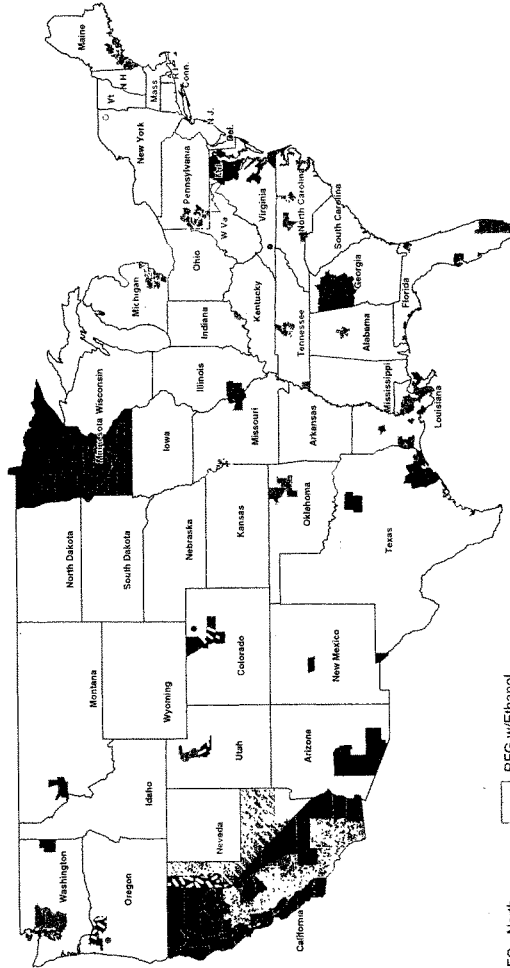 Washington
Oregon
Idaho
Montana
Wyoming
Nevada
Utah
California
Arizona
Colorado
New Mexico
North Dakota
South Dakota
Nebraska
Kansas
Oklahoma
Texas
Minnesota
Wisconsin
Iowa
Missouri
Arkansas
Louisiana
Illinois
Mississippi
Michigan
Indiana
Ohio
Kentucky
Tennessee
Alabama
Georgia
Florida
South Carolina
North Carolina
Virginia
W Va
Pennsylvania
New York
Md
Del.
N J.
Conn.
R I
Mass
Vt
N H
Maine
RFG w/Ethanol